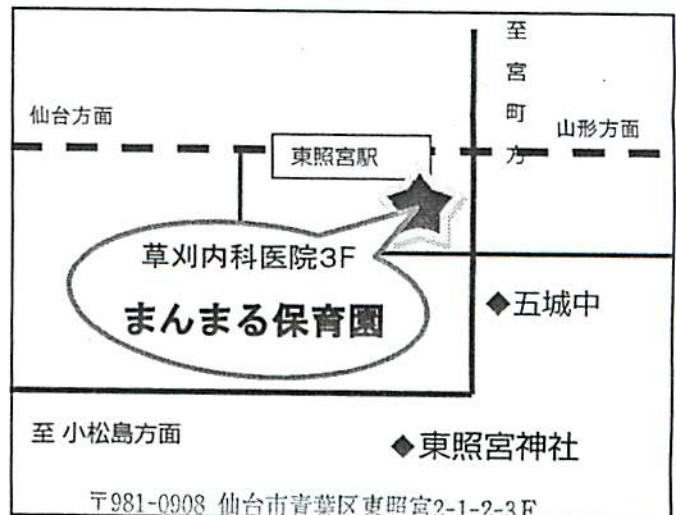 至宮町方
仙台方面
山形方面
東照宮駅
草刈内科医院3F
まんまる保育園
◆五城中
至 小松島方面
◆東照宮神社
〒981-0908 仙台市青葉区東照宮2-1-2-3F